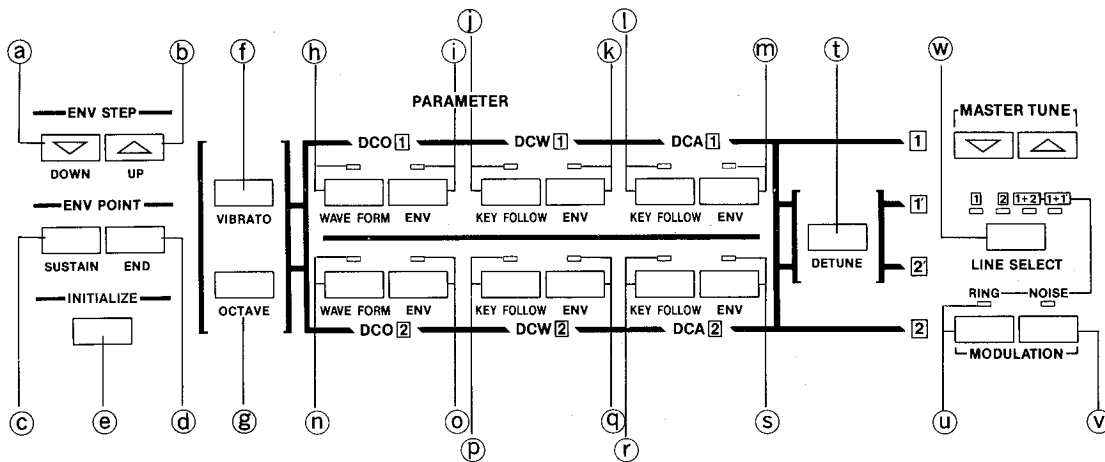 ⓙ ⓛ
ⓐ ⓑ ⓕ ⓗ ⓘ ⓚ ⓜ ⓣ ⓦ
PARAMETER
ENV STEP
MASTER TUNE
DCO 1 DCW 1 DCA 1 1
DOWN UP
ENV POINT
VIBRATO
WAVE FORM ENV KEY FOLLOW ENV KEY FOLLOW ENV
1' 1 2 1+2' 1+1'
SUSTAIN END
DETUNE
2'
LINE SELECT
INITIALIZE
OCTAVE
WAVE FORM ENV KEY FOLLOW ENV KEY FOLLOW ENV
RING NOISE
DCO 2 DCW 2 DCA 2 2
MODULATION
ⓒ ⓔ ⓓ ⓖ ⓝ ⓞ ⓠ ⓢ ⓤ ⓥ
ⓟ ⓡ